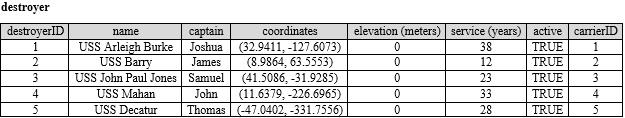 destroyer
destroyerID name captain coordinates elevation (meters) service (years) active carrierID
1 USS Arleigh Burke Joshua (32.9411, -127.6073) 0 38 TRUE 1
2 USS Barry James (8.9864, 63.5553) 0 12 TRUE 2
3 USS John Paul Jones Samuel (41.5086, -31.9285) 0 23 TRUE 3
4 USS Mahan John (11.6379, -226.6965) 0 33 TRUE 4
5 USS Decatur Thomas (-47.0402, -331.7556) 0 28 TRUE 5